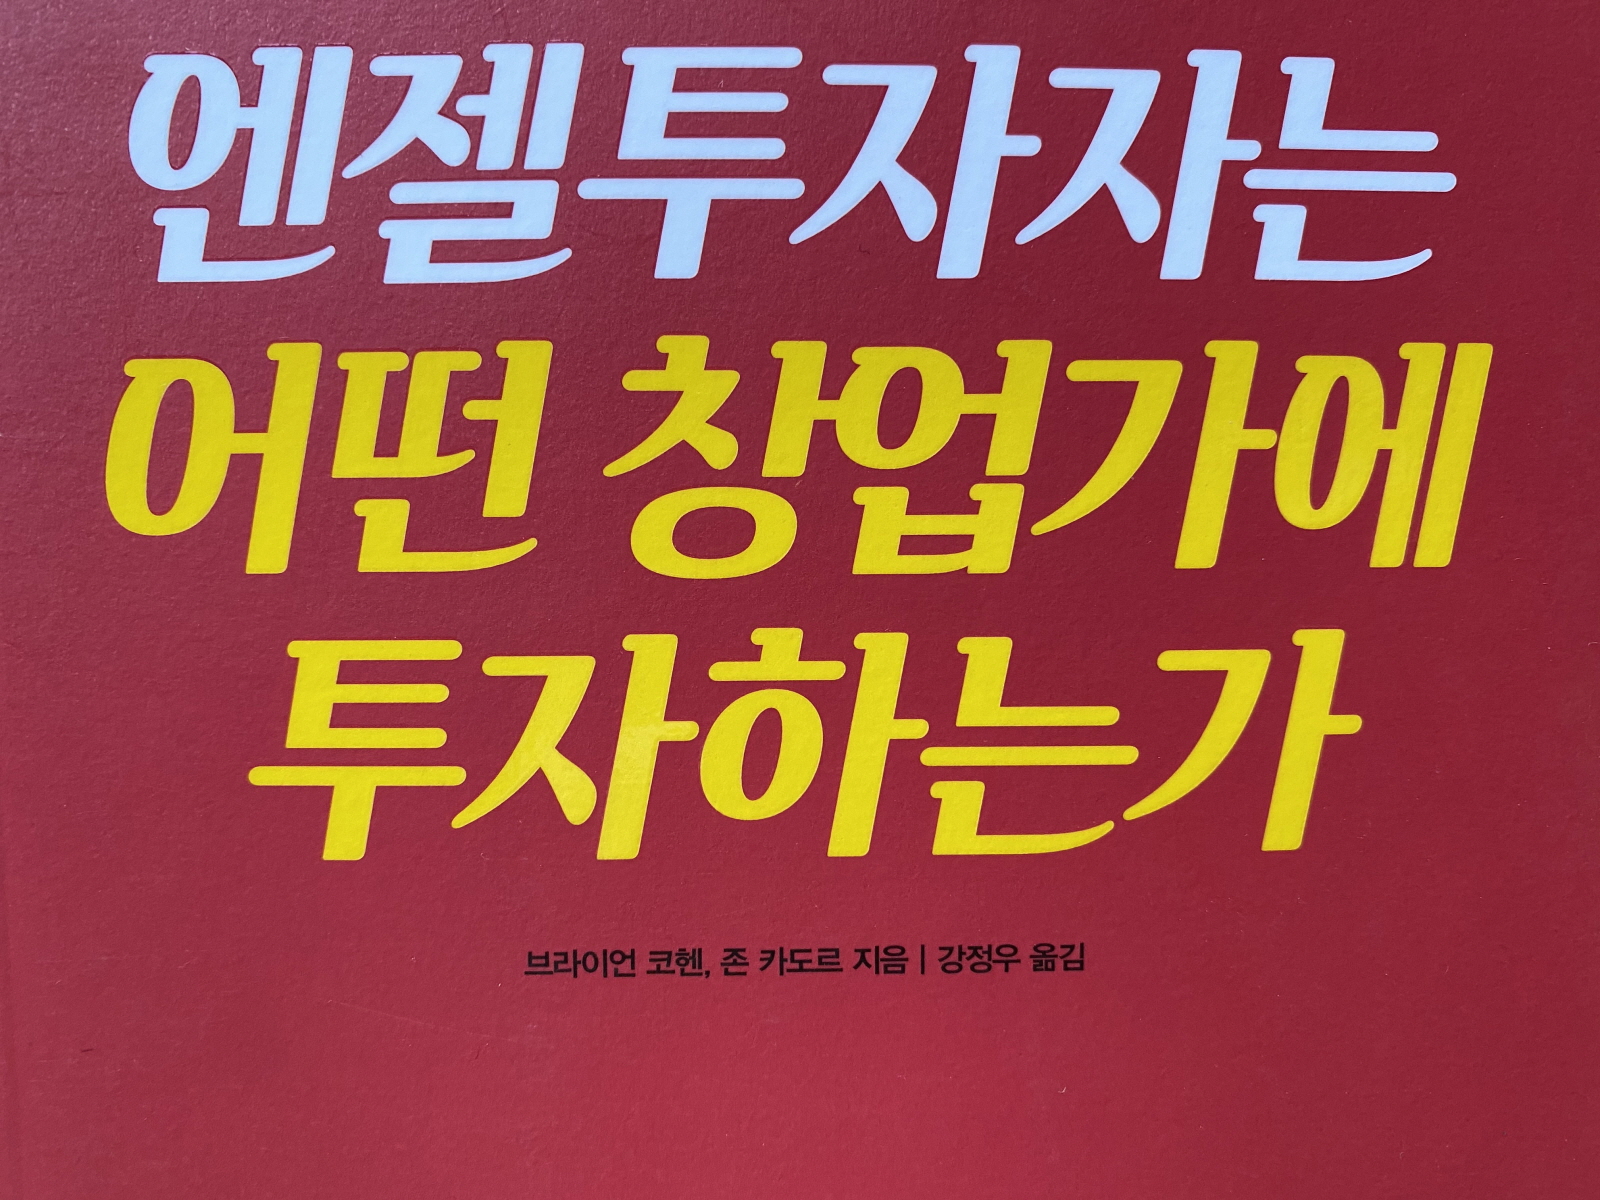 엔젤투자자는
어떤 창업가에
투자하는가
브라이언 코헨, 존 카도르 지음 | 강정우 옮김